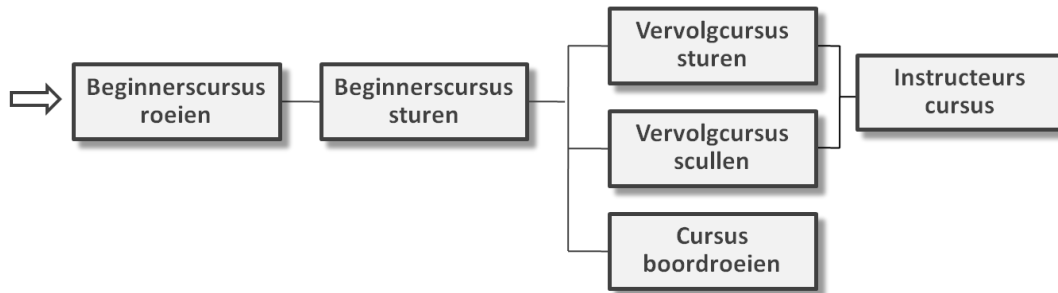 Beginnerscursus
roeien
Beginnerscursus
sturen
Vervolgcursus
sturen
Vervolgcursus
scullen
Cursus
boordroeien
Instructeurs
cursus